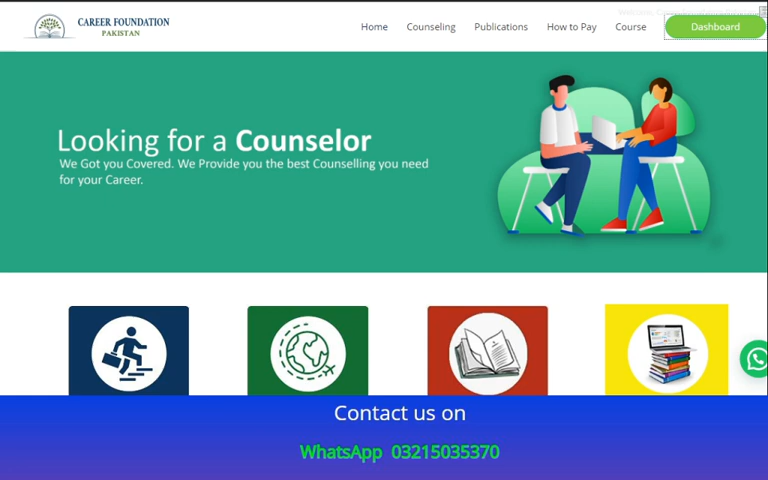 CAREER FOUNDATION
PAKISTAN
Home
Counseling
Publications
How to Pay
Course
Dashboard
Looking for a Counselor
We Got you Covered. We Provide you the best Counselling you need
for your Career.
Contact us on
WhatsApp 03215035370